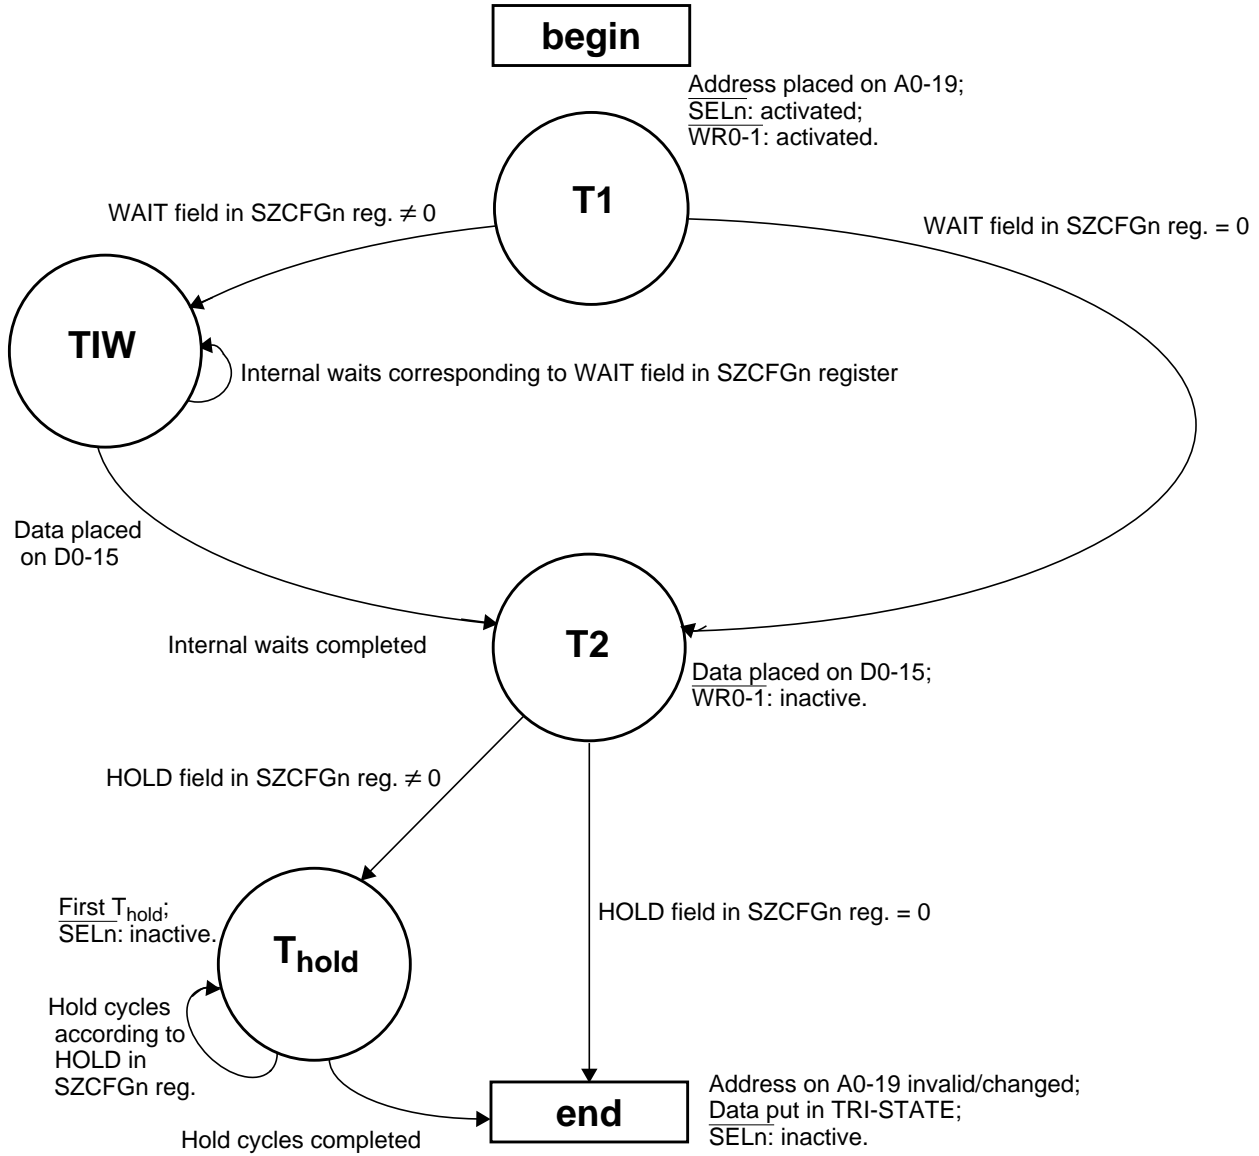 begin
Address placed on A0-19;
SELn: activated;
WR0-1: activated.
T1
WAIT field in SZCFGn reg. ≠ 0
WAIT field in SZCFGn reg. = 0
TIW
Internal waits corresponding to WAIT field in SZCFGn register
Data placed
on D0-15
Internal waits completed
T2
Data placed on D0-15;
WR0-1: inactive.
HOLD field in SZCFGn reg. ≠ 0
HOLD field in SZCFGn reg. = 0
First Thold;
SELn: inactive.
Thold
Hold cycles
according to
HOLD in
SZCFGn reg.
Hold cycles completed
end
Address on A0-19 invalid/changed;
Data put in TRI-STATE;
SELn: inactive.